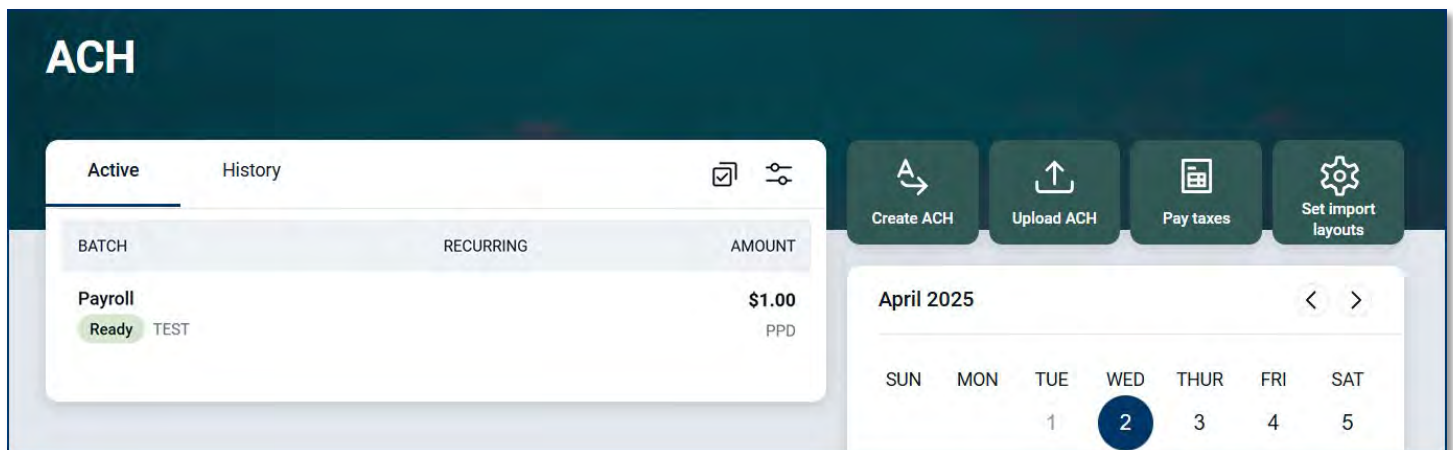 ACH
Active History
BATCH RECURRING AMOUNT
Payroll $1.00
Ready TEST PPD
Create ACH
Upload ACH
Pay taxes
Set import
layouts
April 2025
SUN MON TUE WED THUR FRI SAT
1 2 3 4 5